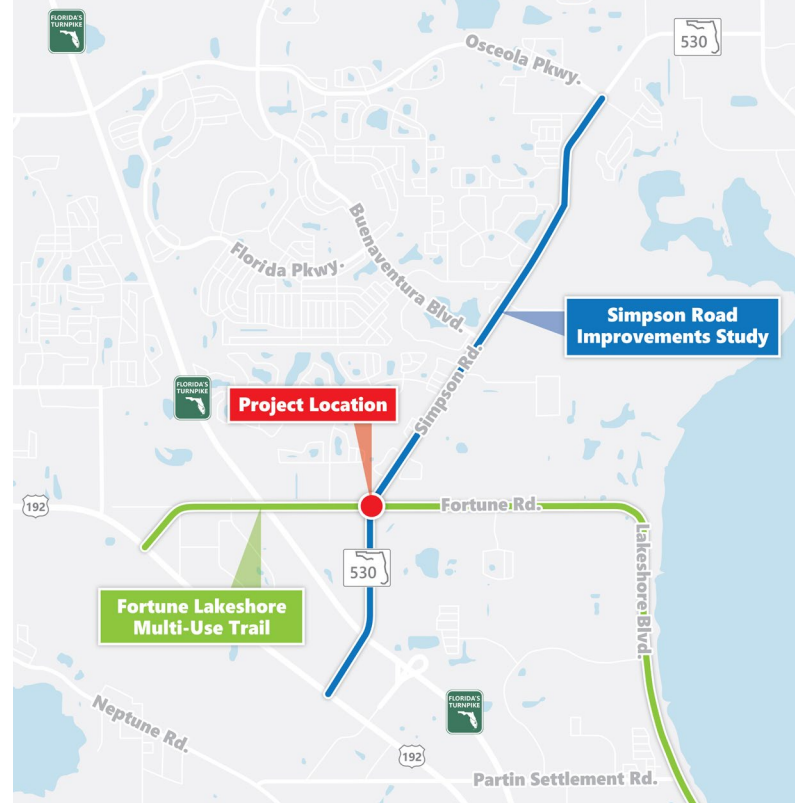 FLORIDA'S
TURNPIKE
530
Osceola Pkwy.
Buenaventura Blvd.
Florida Pkwy.
Simpson Road
Improvements Study
Simpson Rd.
FLORIDA'S
TURNPIKE
Project Location
192
Fortune Rd.
Lakeshore Blvd.
530
Fortune Lakeshore
Multi-Use Trail
Neptune Rd.
FLORIDA'S
TURNPIKE
192
Partin Settlement Rd.